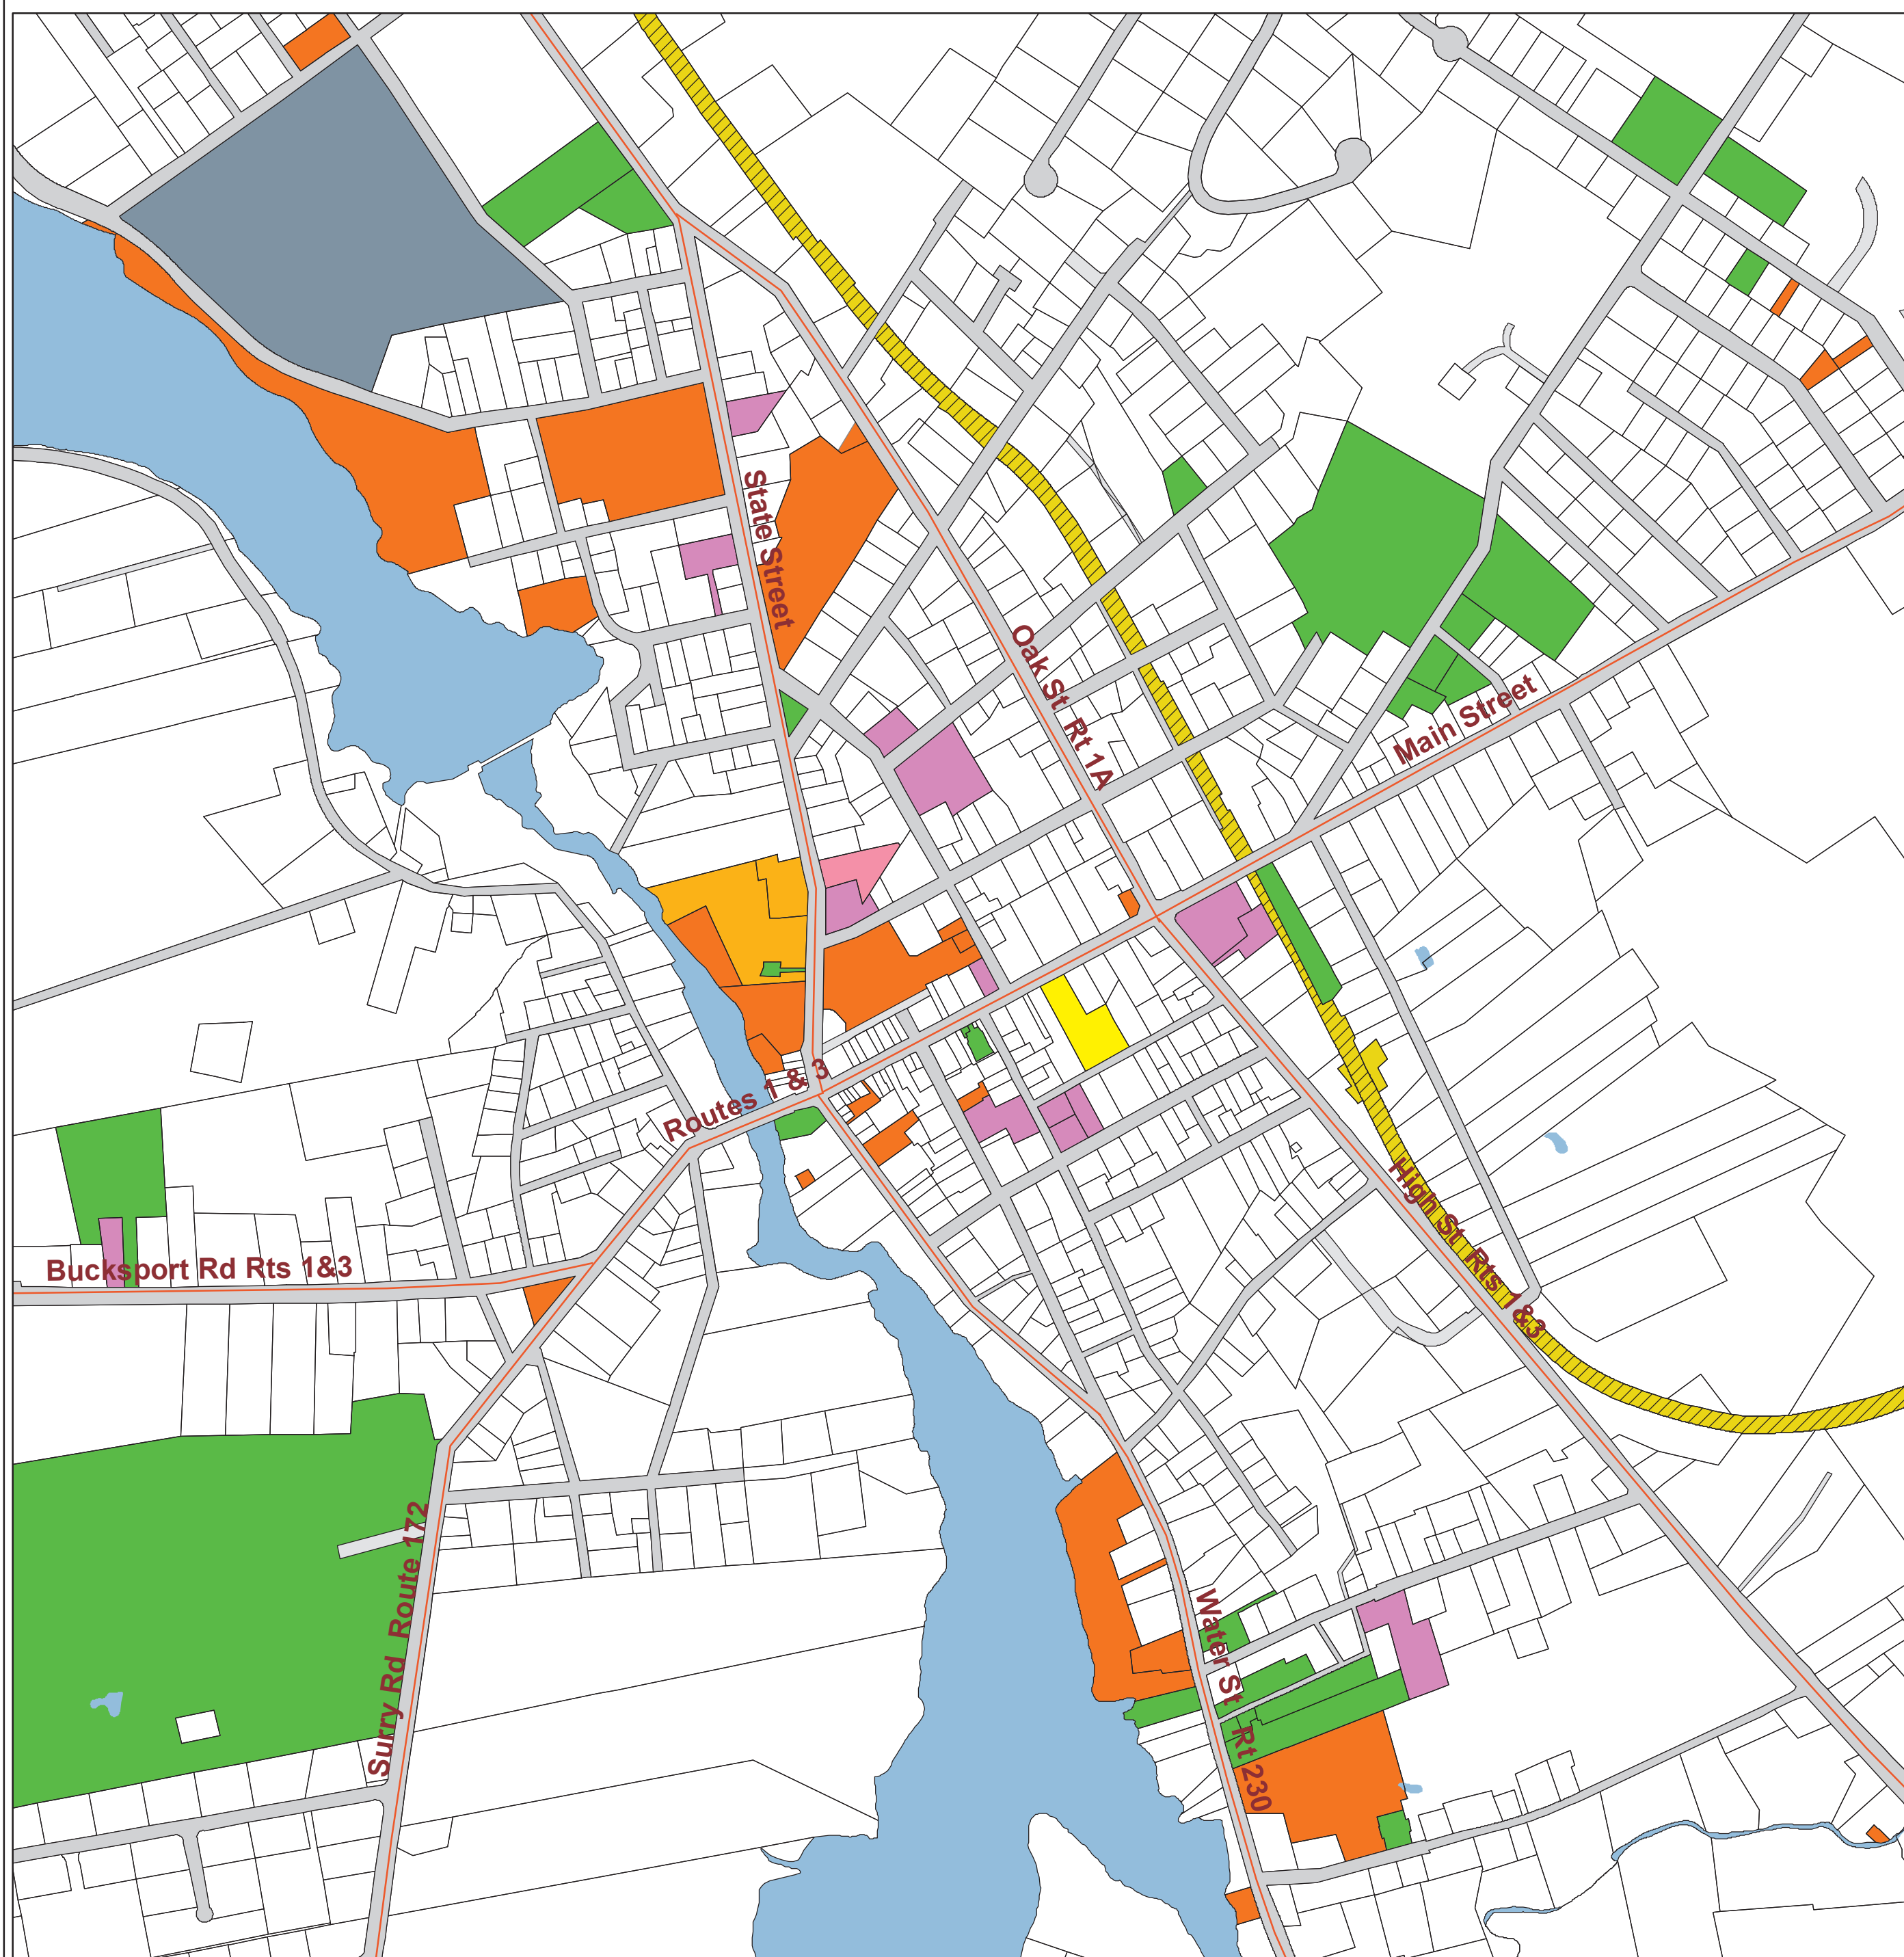 State Street
Oak St Rt 1A
Main Street
Routes 1 & 3
High St Rts 1&3
Bucksport Rd Rts 1&3
Surry Rd Route 172
Water St Rt 230